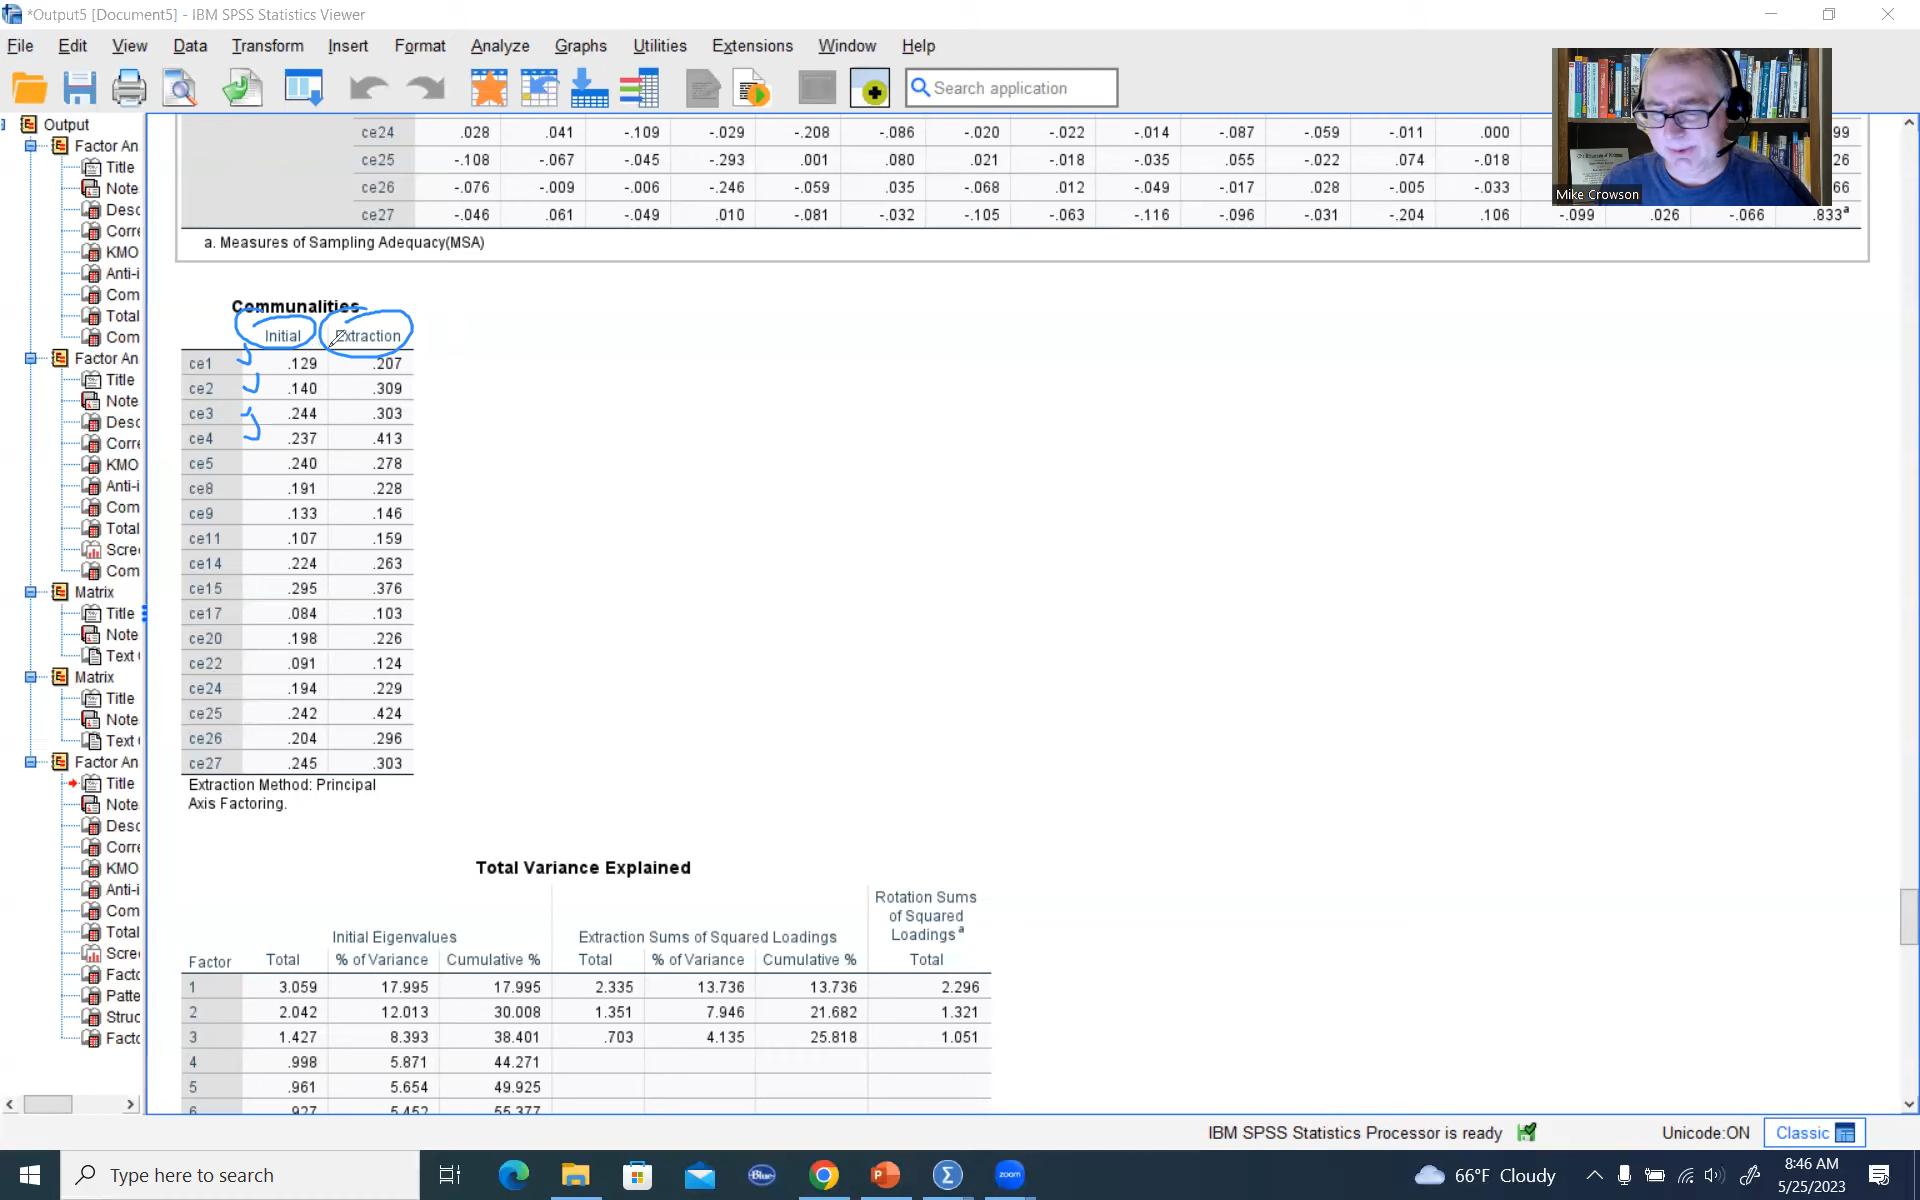 *Output5 [Document5] - IBM SPSS Statistics Viewer
File Edit View Data Transform Insert Format Analyze Graphs Utilities Extensions Window Help
Search application
Mike Crowson
Output
Factor An
Title
Note
Desc
Corre
KMO
Anti-i
Com
Total
Com
Factor An
Title
Note
Desc
Corre
KMO
Anti-i
Com
Total
Scre
Com
Matrix
Title
Note
Text
Matrix
Title
Note
Text
Factor An
Title
Note
Desc
Corre
KMO
Anti-i
Com
Total
Scre
Facto
Patte
Struc
Facto
ce24 .028 .041 -.109 -.029 -.208 -.086 -.020 -.022 -.014 -.087 -.059 -.011 .000 99
ce25 -.108 -.067 -.045 -.293 .001 .080 .021 -.018 -.035 .055 -.022 .074 -.018 26
ce26 -.076 -.009 -.006 -.246 -.059 .035 -.068 .012 -.049 -.017 .028 -.005 -.033 66
ce27 -.046 .061 -.049 .010 -.081 -.032 -.105 -.063 -.116 -.096 -.031 -.204 .106 -.099 .026 -.066 .833a
a. Measures of Sampling Adequacy(MSA)
Communalities
Initial Extraction
ce1 .129 .207
ce2 .140 .309
ce3 .244 .303
ce4 .237 .413
ce5 .240 .278
ce8 .191 .228
ce9 .133 .146
ce11 .107 .159
ce14 .224 .263
ce15 .295 .376
ce17 .084 .103
ce20 .198 .226
ce22 .091 .124
ce24 .194 .229
ce25 .242 .424
ce26 .204 .296
ce27 .245 .303
Extraction Method: Principal
Axis Factoring.
Total Variance Explained
Rotation Sums
of Squared
Loadings a
Initial Eigenvalues Extraction Sums of Squared Loadings
Factor Total % of Variance Cumulative % Total % of Variance Cumulative % Total
1 3.059 17.995 17.995 2.335 13.736 13.736 2.296
2 2.042 12.013 30.008 1.351 7.946 21.682 1.321
3 1.427 8.393 38.401 .703 4.135 25.818 1.051
4 .998 5.871 44.271
5 .961 5.654 49.925
6 .927 5.452 55.377
IBM SPSS Statistics Processor is ready Unicode:ON Classic
Type here to search
Blue
zoom
66°F Cloudy
8:46 AM
5/25/2023